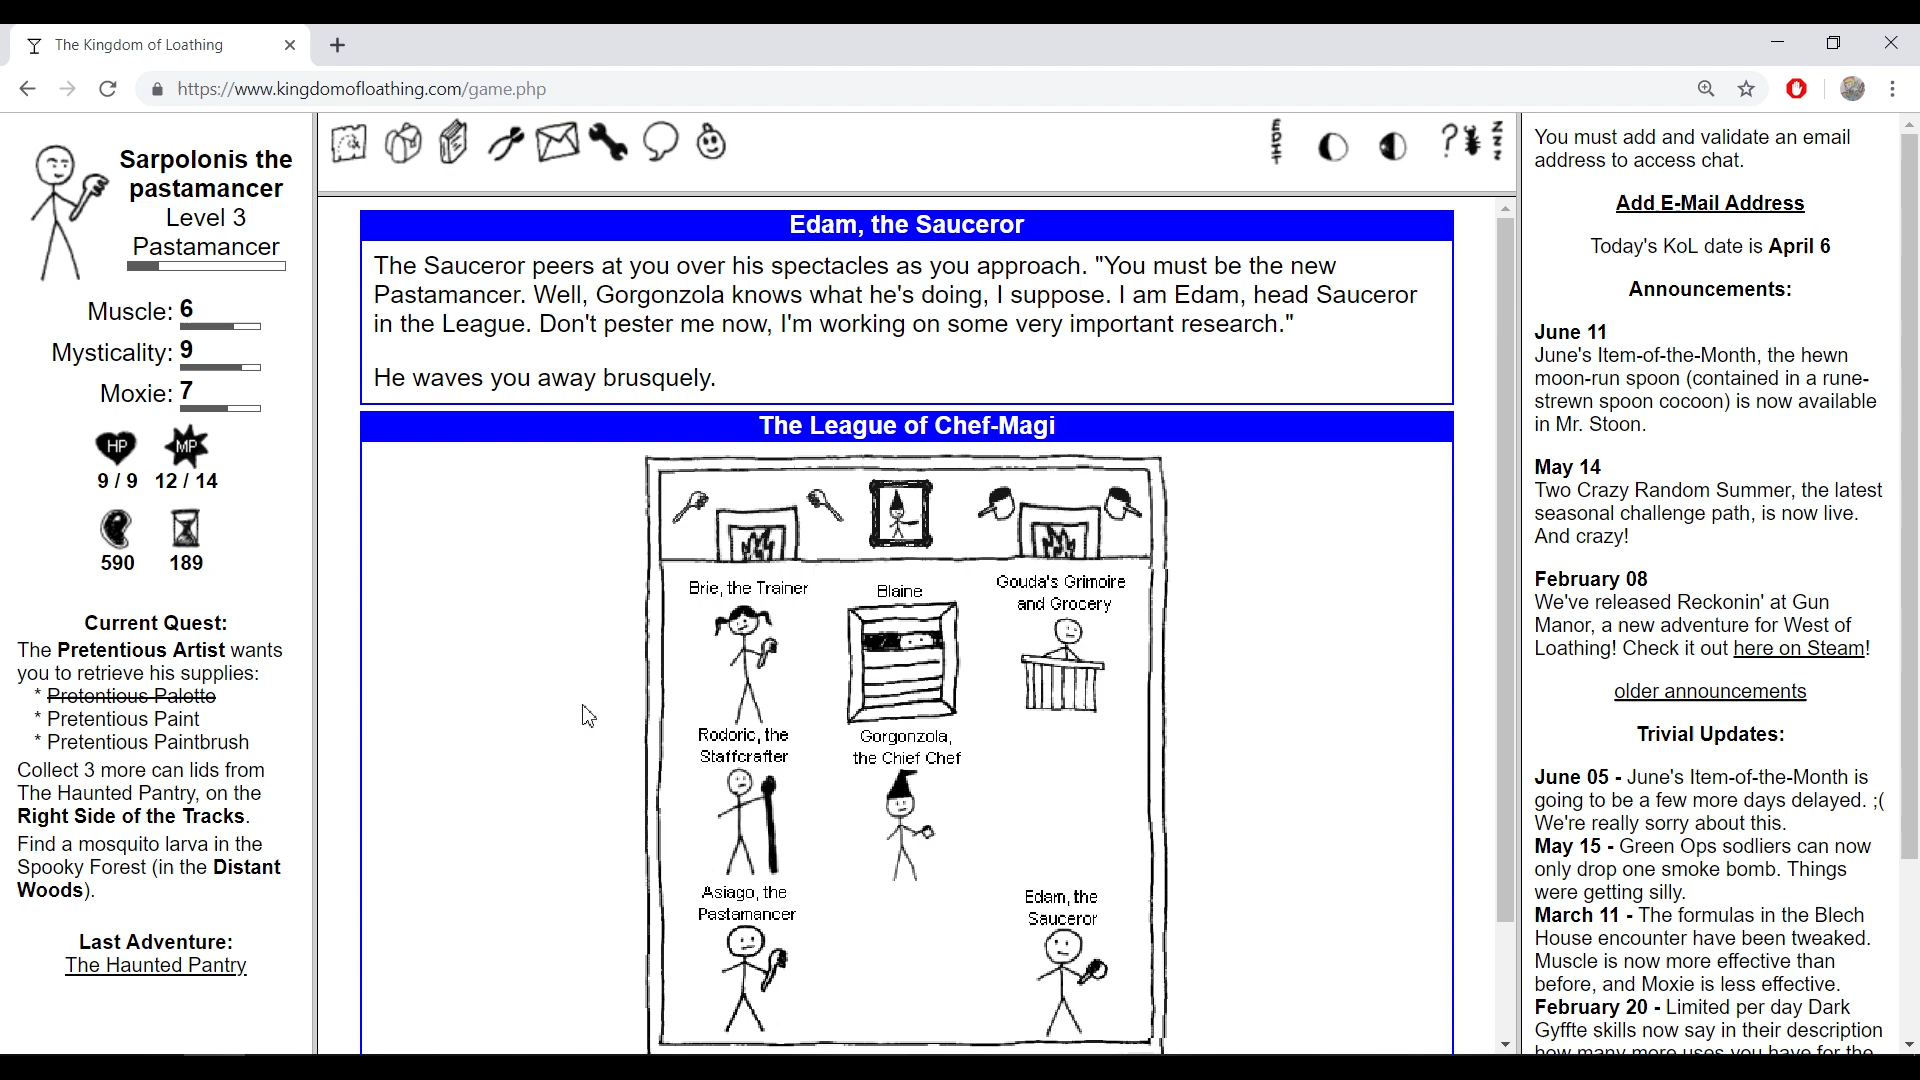 The Kingdom of Loathing
https://www.kingdomofloathing.com/game.php
Sarpolonis the
pastamancer
Level 3
Pastamancer
Muscle: 6
Mysticality: 9
Moxie: 7
HP MP
9 / 9 12 / 14
590 189
Current Quest:
The Pretentious Artist wants
you to retrieve his supplies:
* Pretentious Palette
* Pretentious Paint
* Pretentious Paintbrush
Collect 3 more can lids from
The Haunted Pantry, on the
Right Side of the Tracks.
Find a mosquito larva in the
Spooky Forest (in the Distant
Woods).
Last Adventure:
The Haunted Pantry
EDIT
?
ZZZZ
Edam, the Sauceror
The Sauceror peers at you over his spectacles as you approach. "You must be the new
Pastamancer. Well, Gorgonzola knows what he's doing, I suppose. I am Edam, head Sauceror
in the League. Don't pester me now, I'm working on some very important research."
He waves you away brusquely.
The League of Chef-Magi
Brie, the Trainer
Blaine
Gouda's Grimoire
and Grocery
Rodoric, the
Staffcrafter
Gorgonzola,
the Chief Chef
Asiago, the
Pastamancer
Edam, the
Sauceror
You must add and validate an email
address to access chat.
Add E-Mail Address
Today's KoL date is April 6
Announcements:
June 11
June's Item-of-the-Month, the hewn
moon-run spoon (contained in a rune-
strewn spoon cocoon) is now available
in Mr. Stoon.
May 14
Two Crazy Random Summer, the latest
seasonal challenge path, is now live.
And crazy!
February 08
We've released Reckonin' at Gun
Manor, a new adventure for West of
Loathing! Check it out here on Steam!
older announcements
Trivial Updates:
June 05 - June's Item-of-the-Month is
going to be a few more days delayed. ;(
We're really sorry about this.
May 15 - Green Ops sodliers can now
only drop one smoke bomb. Things
were getting silly.
March 11 - The formulas in the Blech
House encounter have been tweaked.
Muscle is now more effective than
before, and Moxie is less effective.
February 20 - Limited per day Dark
Gyffte skills now say in their description
how many more uses you have for the